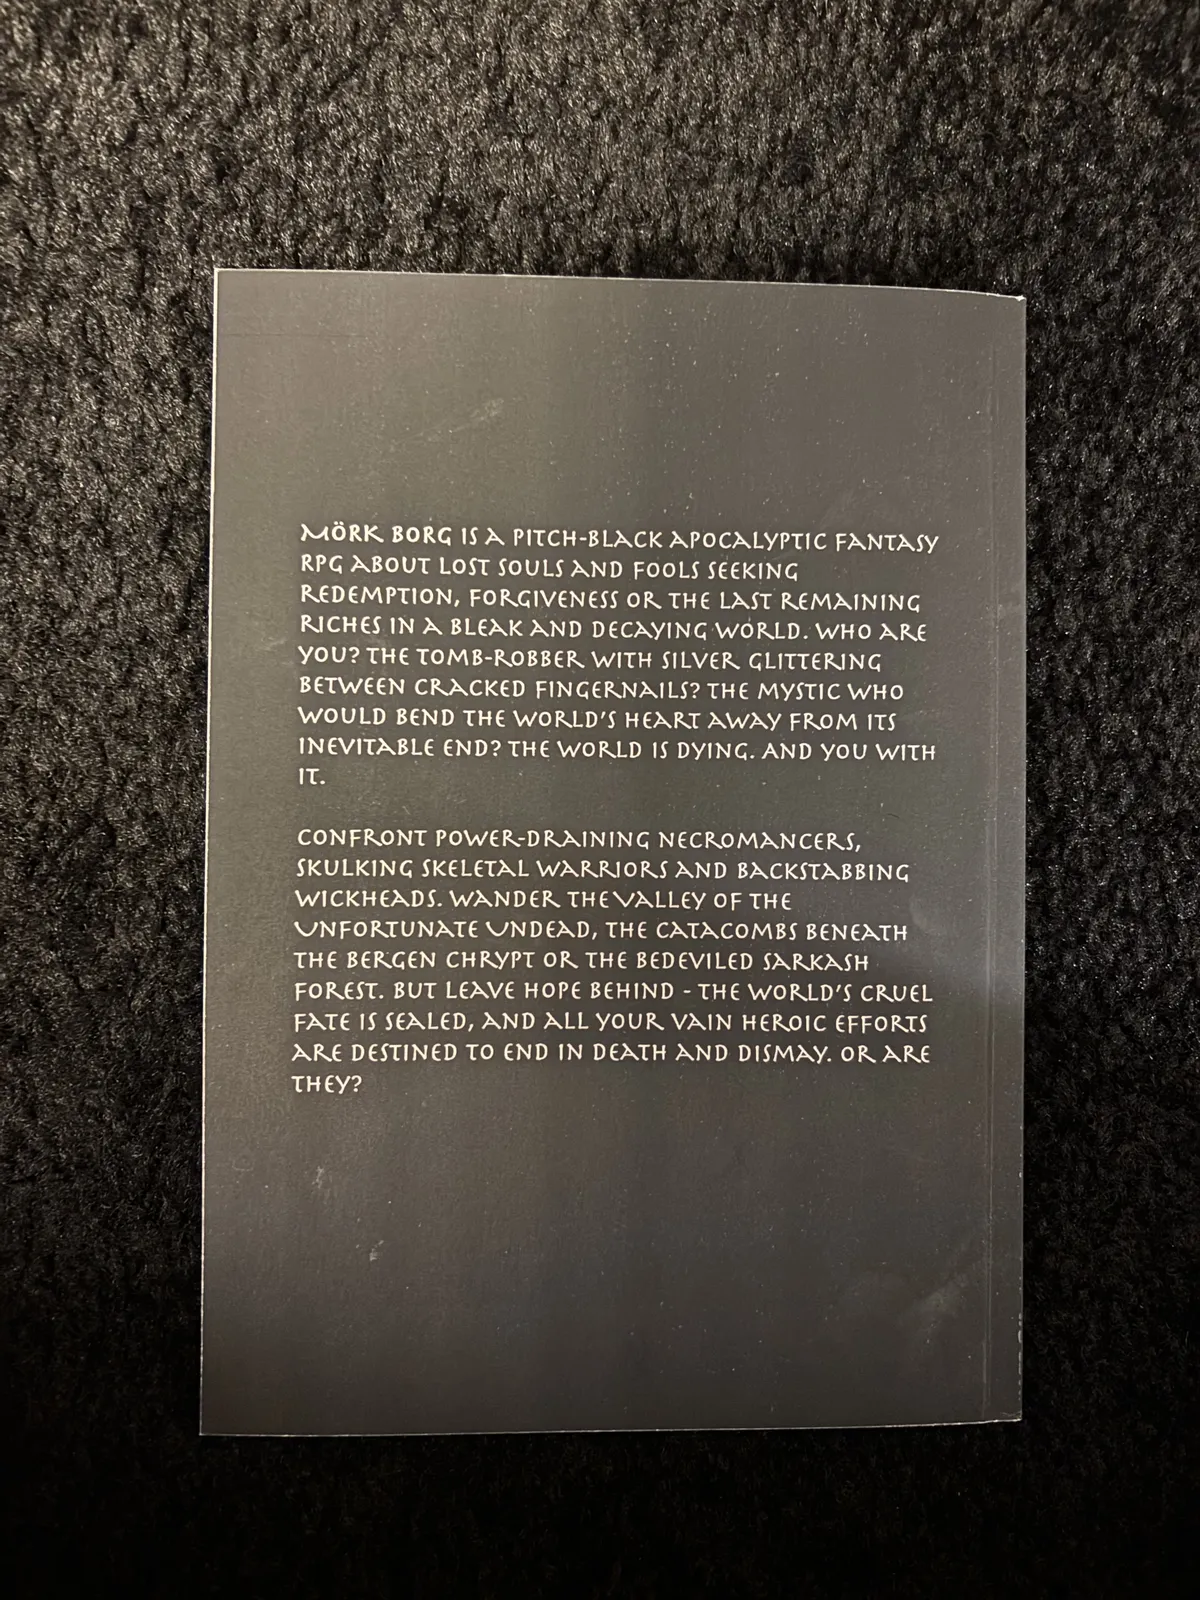 MÖRK BORG IS A PITCH-BLACK APOCALYPTIC FANTASY
RPG ABOUT LOST SOULS AND FOOLS SEEKING
REDEMPTION, FORGIVENESS OR THE LAST REMAINING
RICHES IN A BLEAK AND DECAYING WORLD. WHO ARE
YOU? THE TOMB-ROBBER WITH SILVER GLITTERING
BETWEEN CRACKED FINGERNAILS? THE MYSTIC WHO
WOULD BEND THE WORLD'S HEART AWAY FROM ITS
INEVITABLE END? THE WORLD IS DYING. AND YOU WITH
IT.
CONFRONT POWER-DRAINING NECROMANCERS,
SKULKING SKELETAL WARRIORS AND BACKSTABBING
WICKHEADS. WANDER THE VALLEY OF THE
UNFORTUNATE UNDEAD, THE CATACOMBS BENEATH
THE BERGEN CHRYPT OR THE BEDEVILED SARKASH
FOREST. BUT LEAVE HOPE BEHIND - THE WORLD'S CRUEL
FATE IS SEALED, AND ALL YOUR VAIN HEROIC EFFORTS
ARE DESTINED TO END IN DEATH AND DISMAY. OR ARE
THEY?